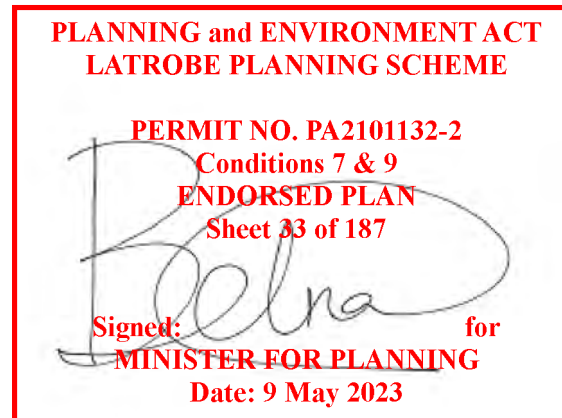 PLANNING and ENVIRONMENT ACT
LATROBE PLANNING SCHEME
PERMIT NO. PA2101132-2
Conditions 7 & 9
ENDORSED PLAN
Sheet 33 of 187
Signed: for
MINISTER FOR PLANNING
Date: 9 May 2023